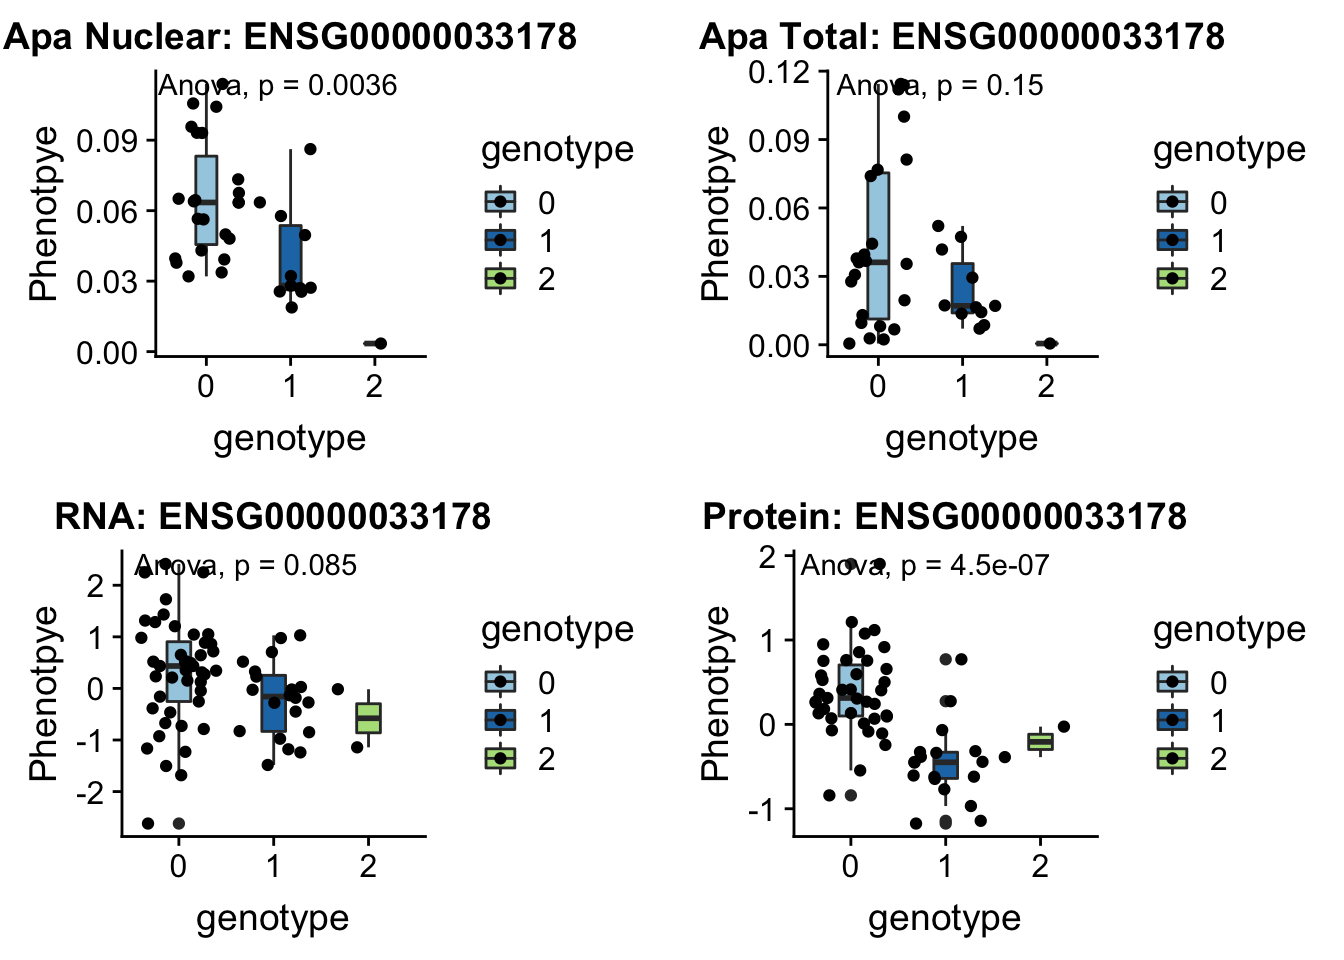 Apa Nuclear: ENSG00000033178
Anova, p = 0.0036
Phenotpye
0.09
0.06
0.03
0.00
0 1 2
genotype
genotype
0
1
2
Apa Total: ENSG00000033178
Anova, p = 0.15
Phenotpye
0.12
0.09
0.06
0.03
0.00
0 1 2
genotype
genotype
0
1
2
RNA: ENSG00000033178
Anova, p = 0.085
Phenotpye
2
1
0
-1
-2
0 1 2
genotype
genotype
0
1
2
Protein: ENSG00000033178
Anova, p = 4.5e-07
Phenotpye
2
1
0
-1
0 1 2
genotype
genotype
0
1
2